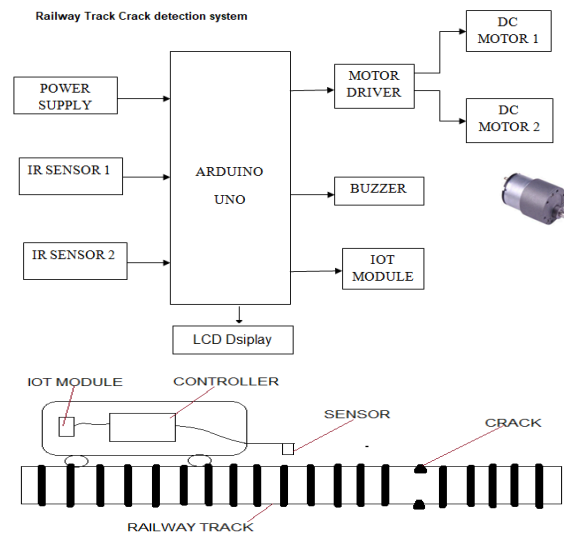 Railway Track Crack detection system
DC
MOTOR 1
MOTOR
DRIVER
POWER
SUPPLY
DC
MOTOR 2
IR SENSOR 1
ARDUINO
UNO
BUZZER
IR SENSOR 2
IOT
MODULE
LCD Dsiplay
IOT MODULE
CONTROLLER
SENSOR
CRACK
RAILWAY TRACK